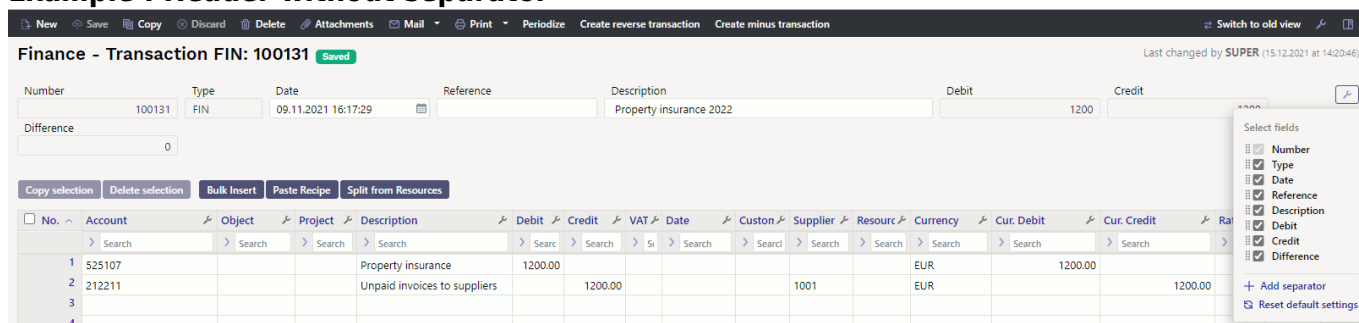 New Save Copy Discard Delete Attachments Mail Print Periodize Create reverse transaction Create minus transaction Switch to old view
Finance - Transaction FIN: 100131 Saved Last changed by SUPER (15.12.2021 at 14:20:46)
Number Type Date Reference Description Debit Credit
100131 FIN 09.11.2021 16:17:29 Property insurance 2022 1200 1200
Difference
0
Select fields
Number
Type
Date
Reference
Description
Debit
Credit
Difference
+ Add separator
Reset default settings
Copy selection Delete selection Bulk Insert Paste Recipe Split from Resources
No. Account Object Project Description Debit Credit VAT Date Custon Supplier Resourc Currency Cur. Debit Cur. Credit Rat
Search Search Search Search Searc Search Se Search Searcl Search Search Search Search Search
1 525107 Property insurance 1200.00 EUR 1200.00
2 212211 Unpaid invoices to suppliers 1200.00 1001 EUR 1200.00
3
4